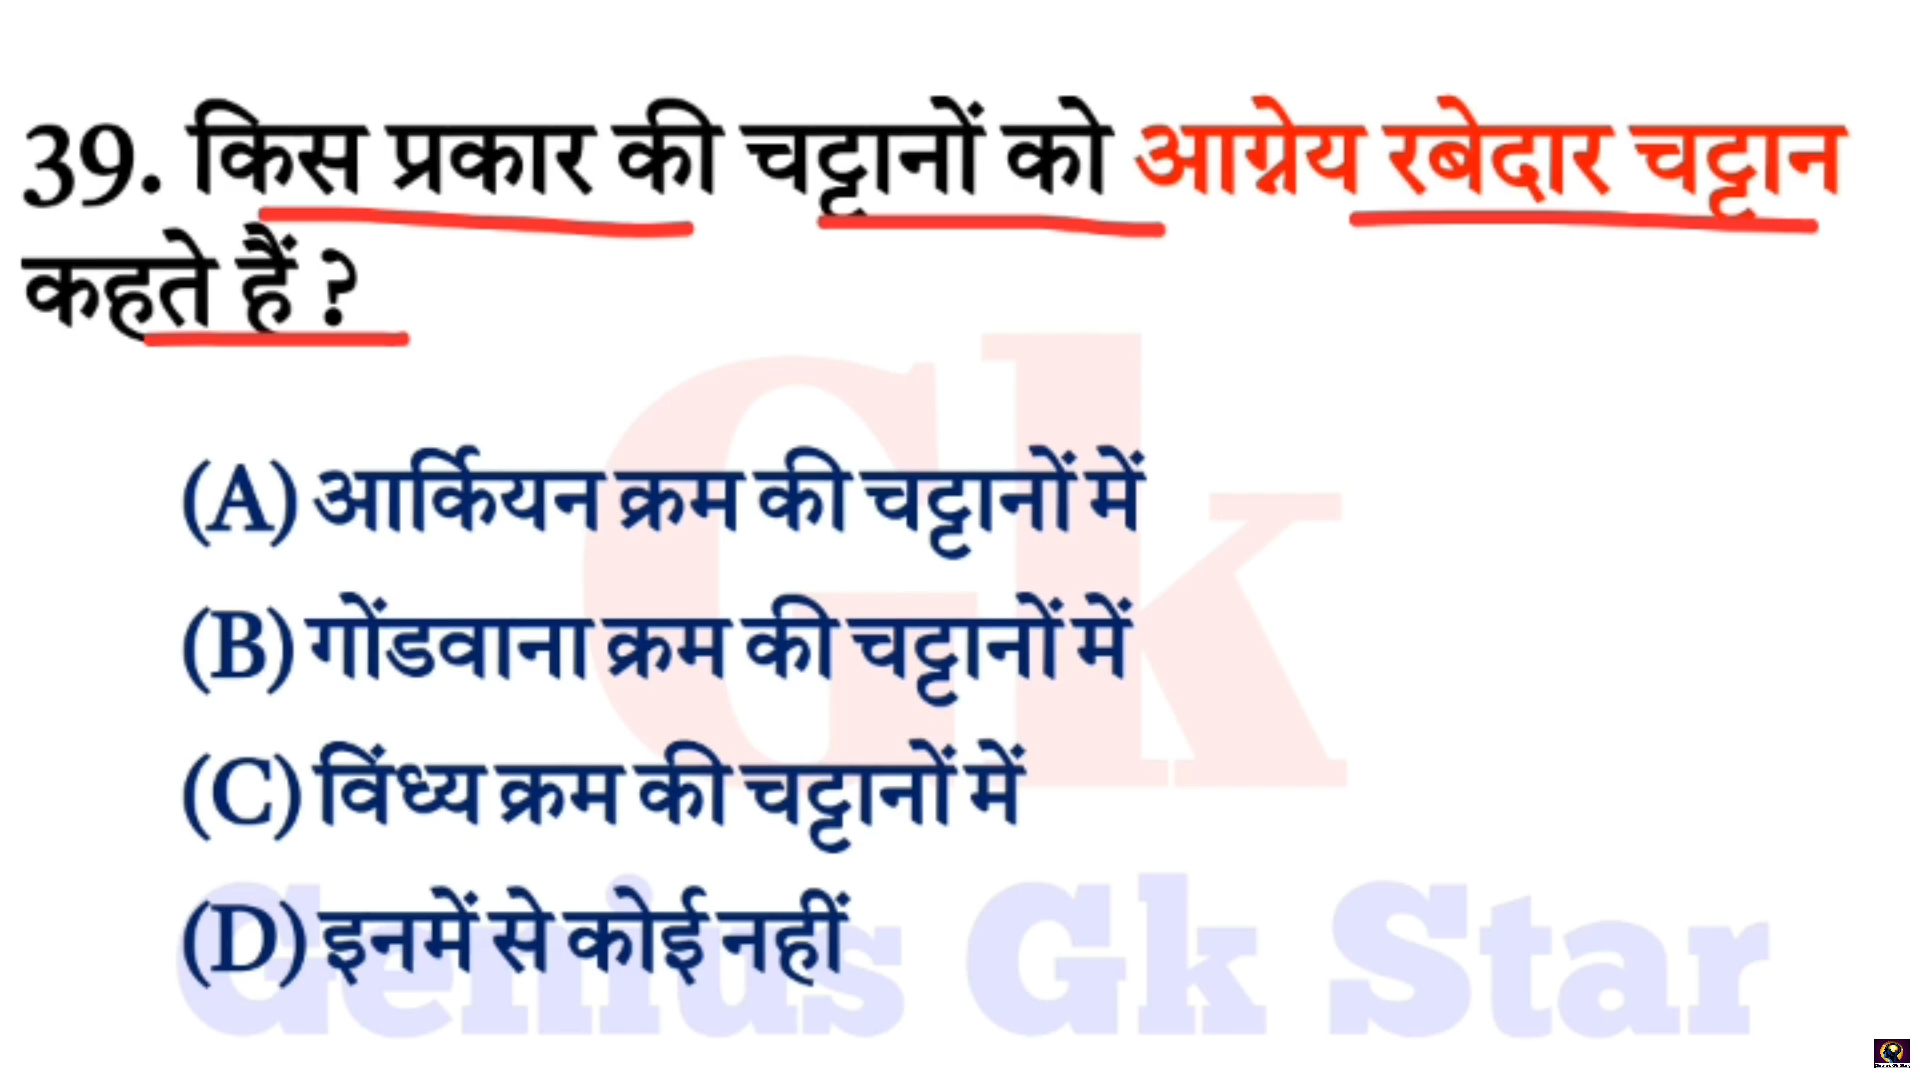 39. किस प्रकार की चट्टानों को आग्नेय रबेदार चट्टान
कहते हैं ?
Gk
(A) आर्कियन क्रम की चट्टानों में
(B) गोंडवाना क्रम की चट्टानों में
(C) विंध्य क्रम की चट्टानों में
(D) इनमें से कोई नहीं
Genius Gk Star